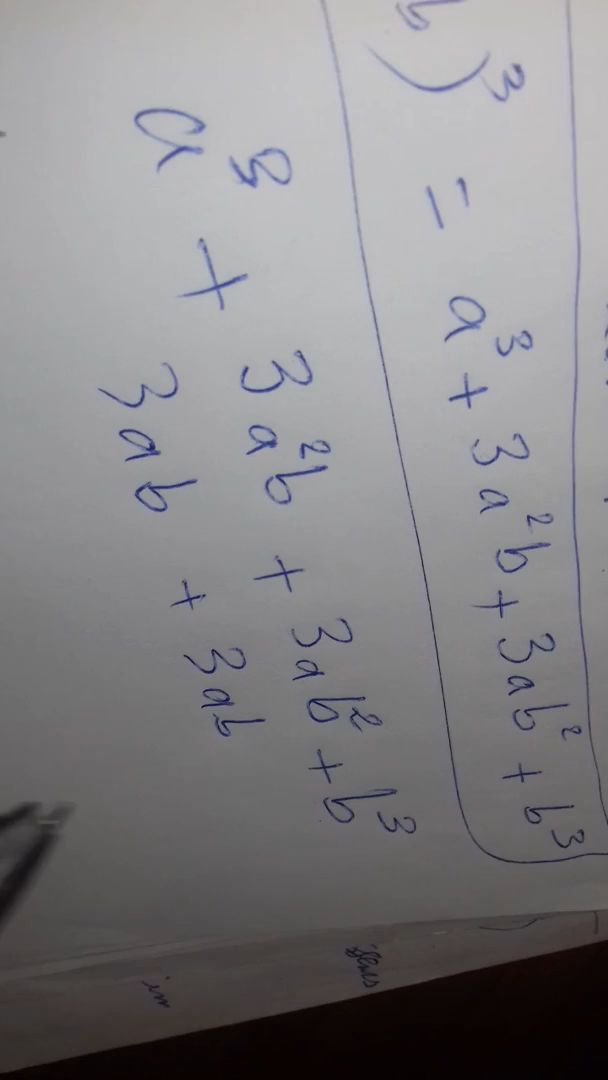 b)³ = a³ + 3a²b + 3ab² + b³
a³ + 3a²b + 3ab² + b³
3ab + 3ab